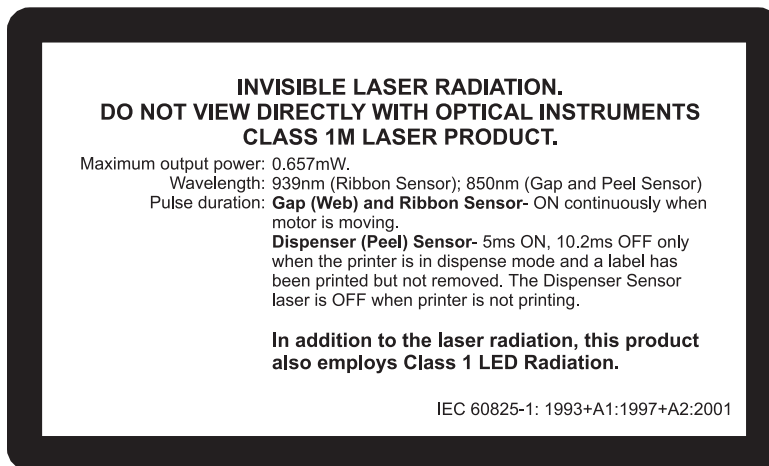 INVISIBLE LASER RADIATION.
DO NOT VIEW DIRECTLY WITH OPTICAL INSTRUMENTS
CLASS 1M LASER PRODUCT.
Maximum output power: 0.657mW.
Wavelength: 939nm (Ribbon Sensor); 850nm (Gap and Peel Sensor)
Pulse duration: Gap (Web) and Ribbon Sensor- ON continuously when
motor is moving.
Dispenser (Peel) Sensor- 5ms ON, 10.2ms OFF only
when the printer is in dispense mode and a label has
been printed but not removed. The Dispenser Sensor
laser is OFF when printer is not printing.
In addition to the laser radiation, this product
also employs Class 1 LED Radiation.
IEC 60825-1: 1993+A1:1997+A2:2001